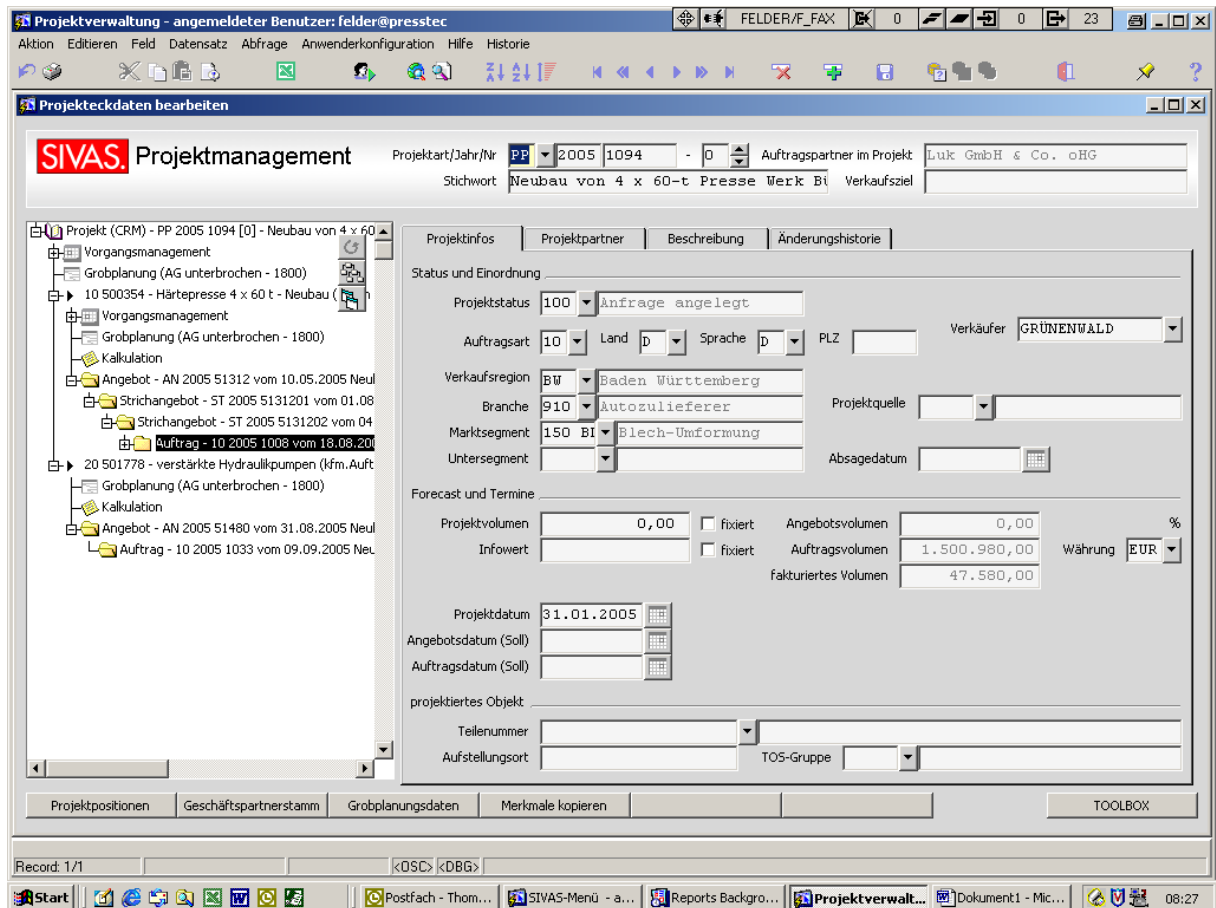 Projektverwaltung - angemeldeter Benutzer: felder@presstec
FELDER/F_FAX 0 0 23
Aktion Editieren Feld Datensatz Abfrage Anwenderkonfiguration Hilfe Historie
Projekteckdaten bearbeiten
SIVAS. Projektmanagement
Projektart/Jahr/Nr PP 2005 1094 - 0 Auftragspartner im Projekt Luk GmbH & Co. oHG
Stichwort Neubau von 4 x 60-t Presse Werk Bü Verkaufsziel
Projekt (CRM) - PP 2005 1094 [0] - Neubau von 4 x 60
Vorgangsmanagement
Grobplanung (AG unterbrochen - 1800)
10 500354 - Härtepresse 4 x 60 t - Neubau (
Vorgangsmanagement
Grobplanung (AG unterbrochen - 1800)
Kalkulation
Angebot - AN 2005 51312 vom 10.05.2005 Neul
Strichangebot - ST 2005 5131201 vom 01.08
Strichangebot - ST 2005 5131202 vom 04
Auftrag - 10 2005 1008 vom 18.08.200
20 501778 - verstärkte Hydraulikpumpen (kfm.Auft
Grobplanung (AG unterbrochen - 1800)
Kalkulation
Angebot - AN 2005 51480 vom 31.08.2005 Neul
Auftrag - 10 2005 1033 vom 09.09.2005 Neu
Projektinfos Projektpartner Beschreibung Änderungshistorie
Status und Einordnung
Projektstatus 100 Anfrage angelegt
Auftragsart 10 Land D Sprache D PLZ Verkäufer GRÜNENWALD
Verkaufsregion BW Baden Württemberg
Branche 910 Autozulieferer Projektquelle
Marktsegment 150 BI Blech-Umformung
Untersegment Absagedatum
Forecast und Termine
Projektvolumen 0,00 fixiert Angebotsvolumen 0,00 %
Infowert fixiert Auftragsvolumen 1.500.980,00 Währung EUR
fakturiertes Volumen 47.580,00
Projektdatum 31.01.2005
Angebotsdatum (Soll)
Auftragsdatum (Soll)
projektiertes Objekt
Teilenummer
Aufstellungsort TOS-Gruppe
Projektpositionen Geschäftspartnerstamm Grobplanungsdaten Merkmale kopieren TOOLBOX
Record: 1/1 <OSC> <DBG>
Start Postfach - Thom... SIVAS-Menü - a... Reports Backgro... Projektverwalt... Dokument1 - Mic... 08:27